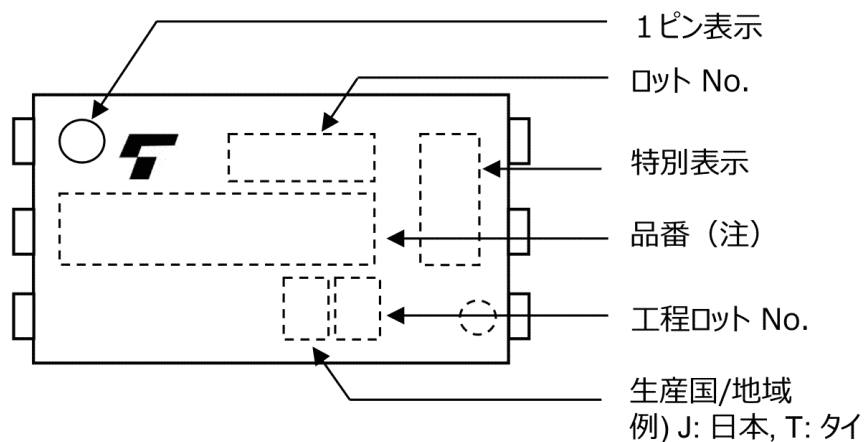 1ピン表示
ロット No.
特別表示
品番（注）
工程ロット No.
生産国/地域
例) J: 日本, T: タイ